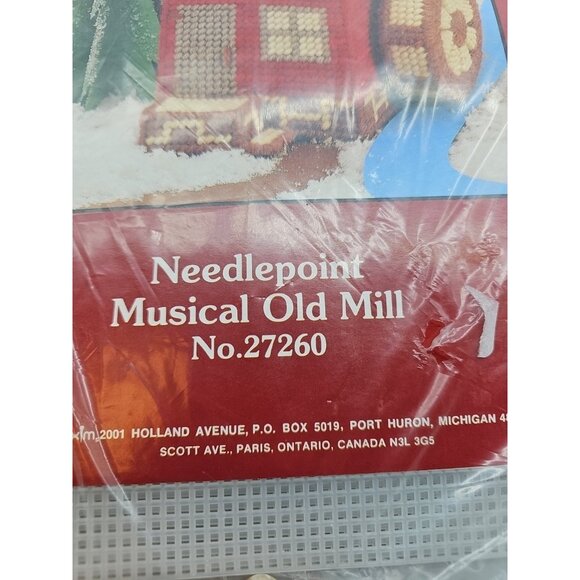 Needlepoint
Musical Old Mill
No.27260
2001 HOLLAND AVENUE, P.O. BOX 5019, PORT HURON, MICHIGAN 48
SCOTT AVE., PARIS, ONTARIO, CANADA N3L 3G5